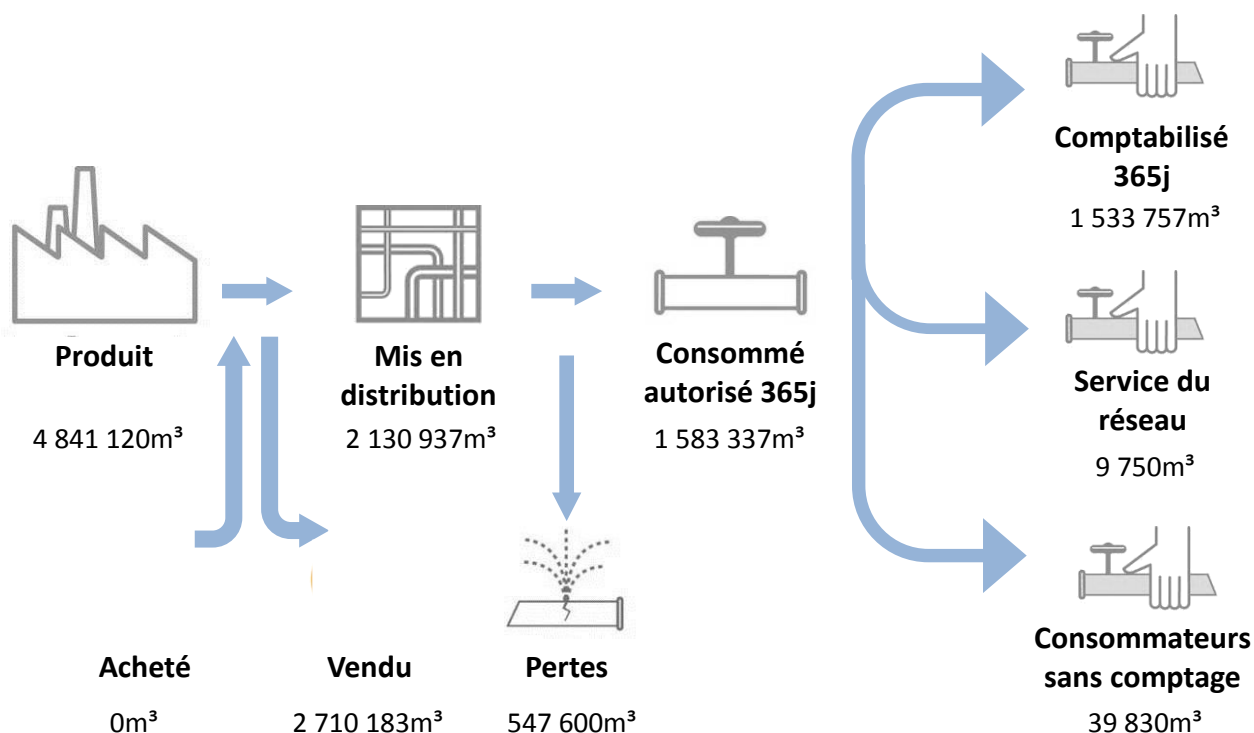 Produit
4 841 120m³
Mis en
distribution
2 130 937m³
Consommé
autorisé 365j
1 583 337m³
Comptabilisé
365j
1 533 757m³
Service du
réseau
9 750m³
Consommateurs
sans comptage
39 830m³
Acheté
0m³
Vendu
2 710 183m³
Pertes
547 600m³